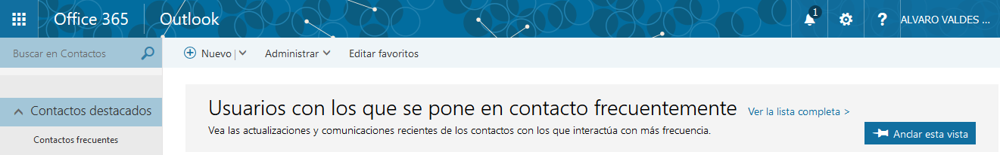 Office 365 Outlook 1 ? ALVARO VALDES ...
Buscar en Contactos Nuevo | Administrar Editar favoritos
Contactos destacados
Contactos frecuentes
Usuarios con los que se pone en contacto frecuentemente Ver la lista completa >
Vea las actualizaciones y comunicaciones recientes de los contactos con los que interactúa con más frecuencia.
Anclar esta vista